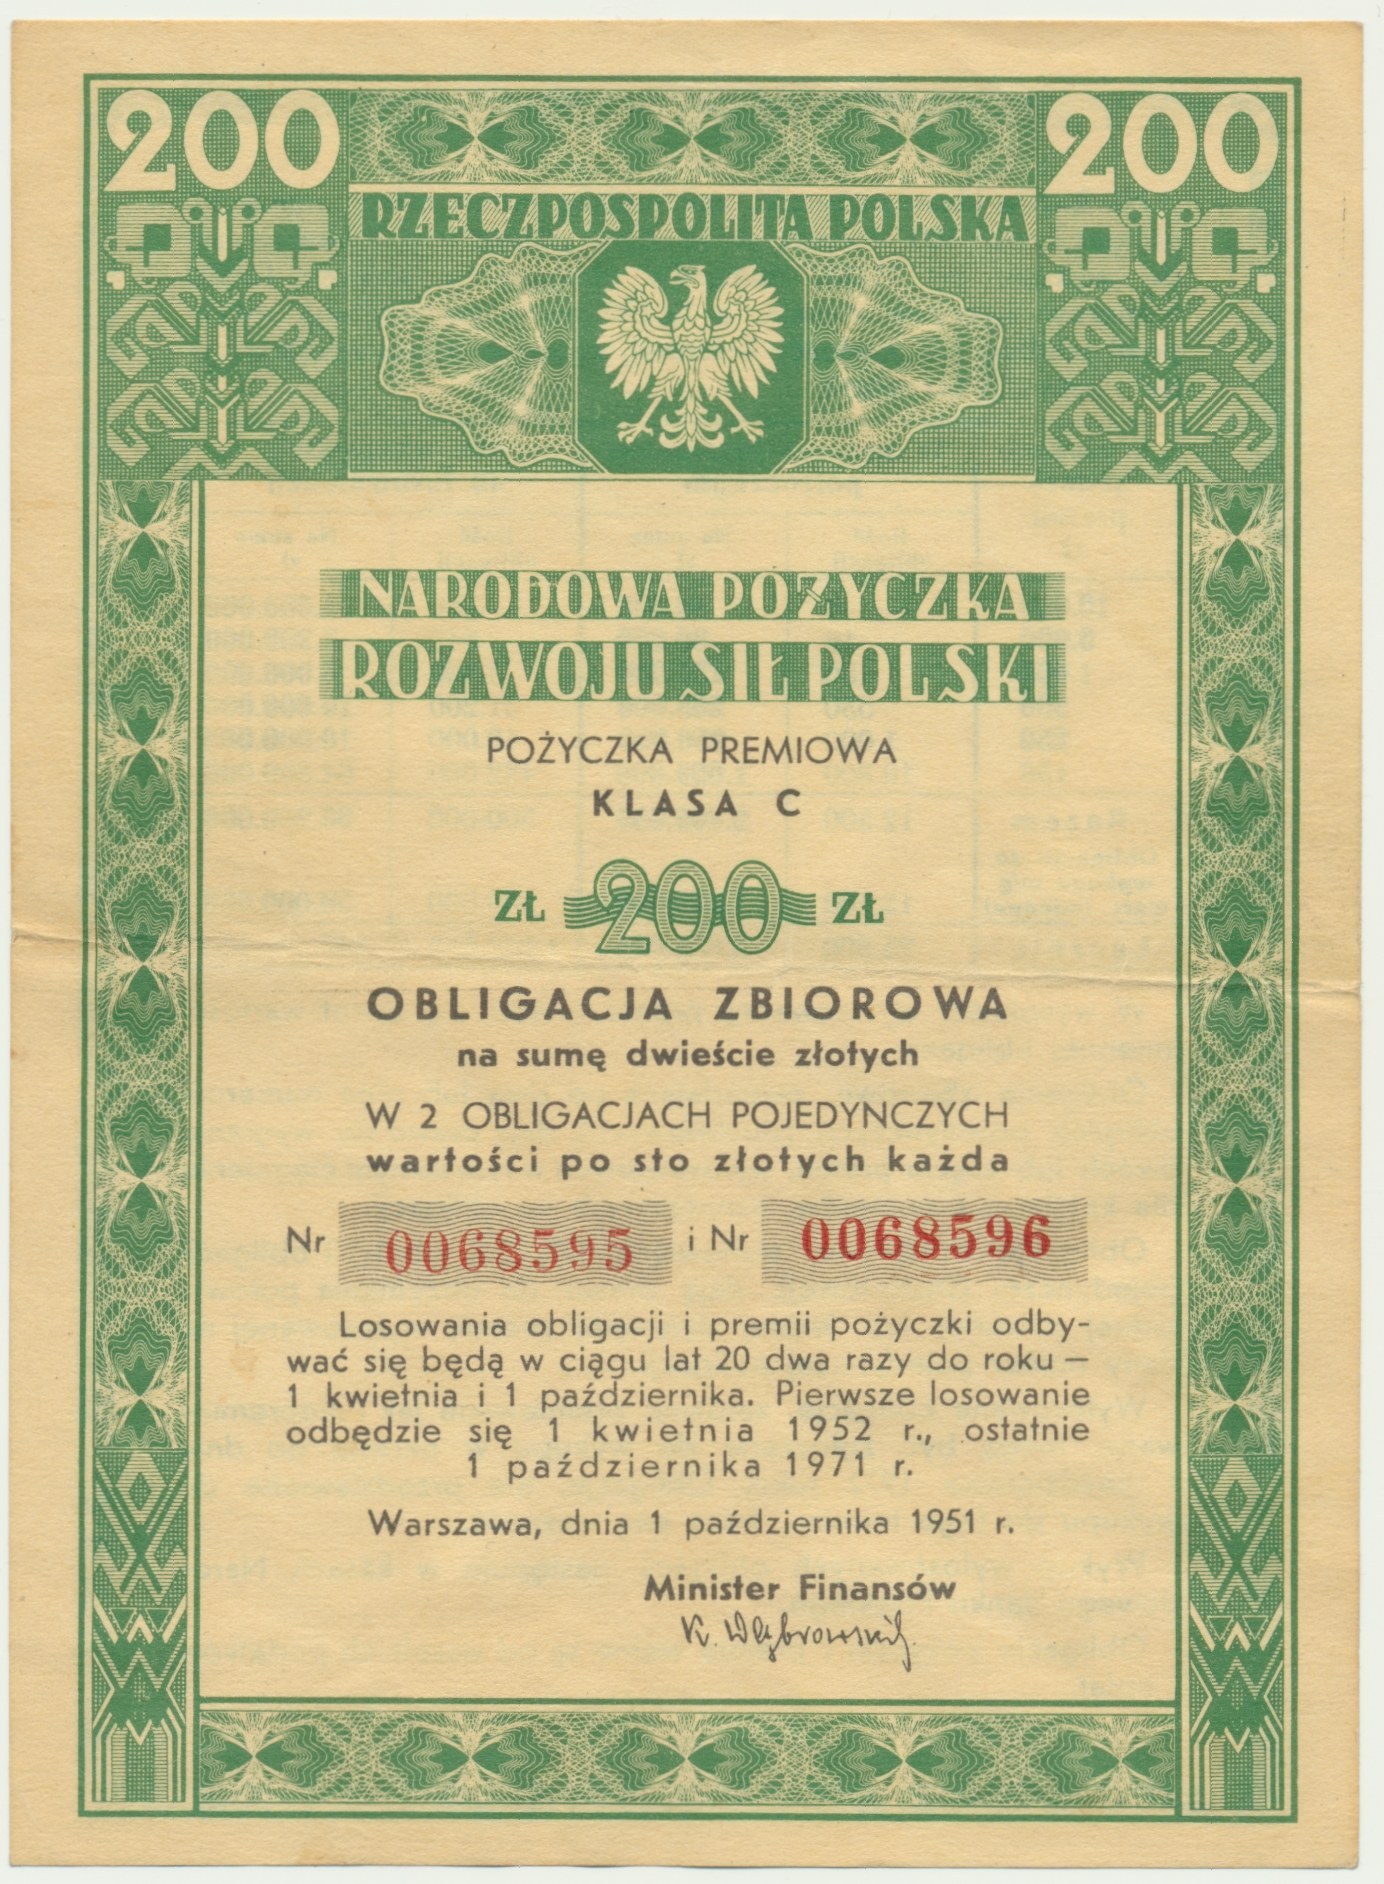 200 200
RZECZPOSPOLITA POLSKA
NARODOWA POŻYCZKA
ROZWOJU SIŁ POLSKI
POŻYCZKA PREMIOWA
KLASA C
ZŁ 200 ZŁ
OBLIGACJA ZBIOROWA
na sumę dwieście złotych
W 2 OBLIGACJACH POJEDYNCZYCH
wartości po sto złotych każda
Nr 0068595 i Nr 0068596
Losowania obligacji i premii pożyczki odby-
wać się będą w ciągu lat 20 dwa razy do roku —
1 kwietnia i 1 października. Pierwsze losowanie
odbędzie się 1 kwietnia 1952 r., ostatnie
1 października 1971 r.
Warszawa, dnia 1 października 1951 r.
Minister Finansów
K. Dąbrowski